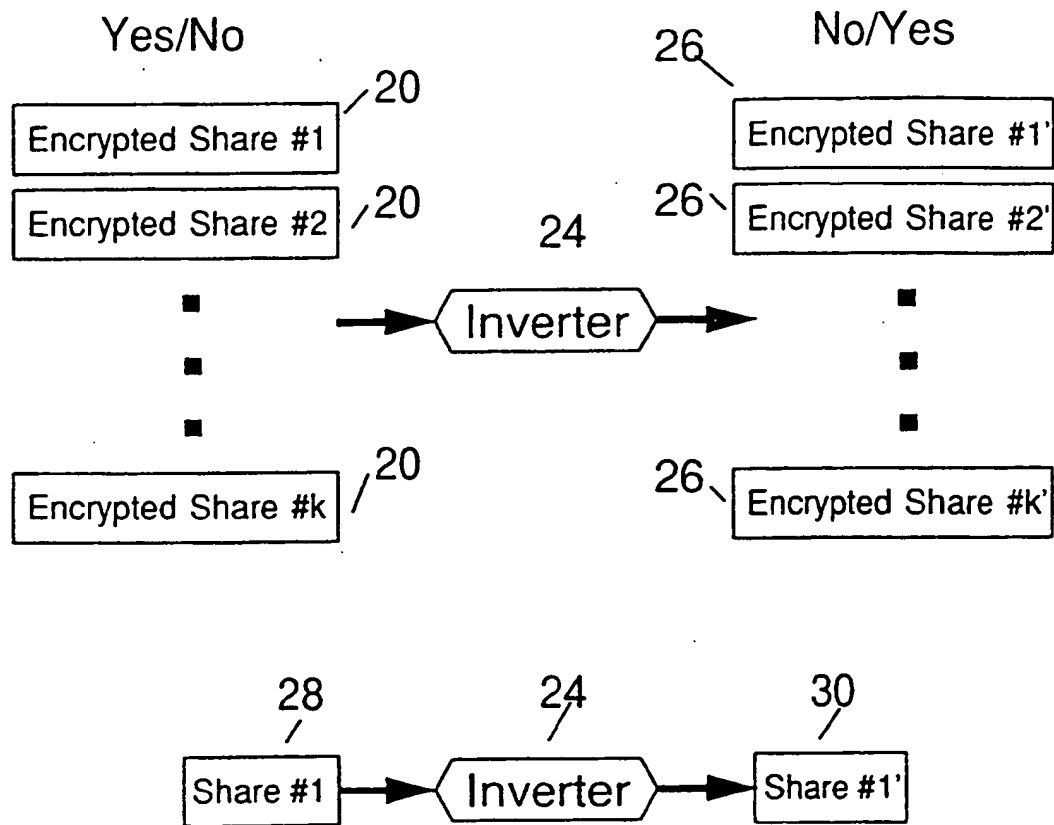 Yes/No
No/Yes
20
26
Encrypted Share #1
Encrypted Share #1'
20
26
Encrypted Share #2
Encrypted Share #2'
24
Inverter
20
26
Encrypted Share #k
Encrypted Share #k'
28
24
30
Share #1
Inverter
Share #1'